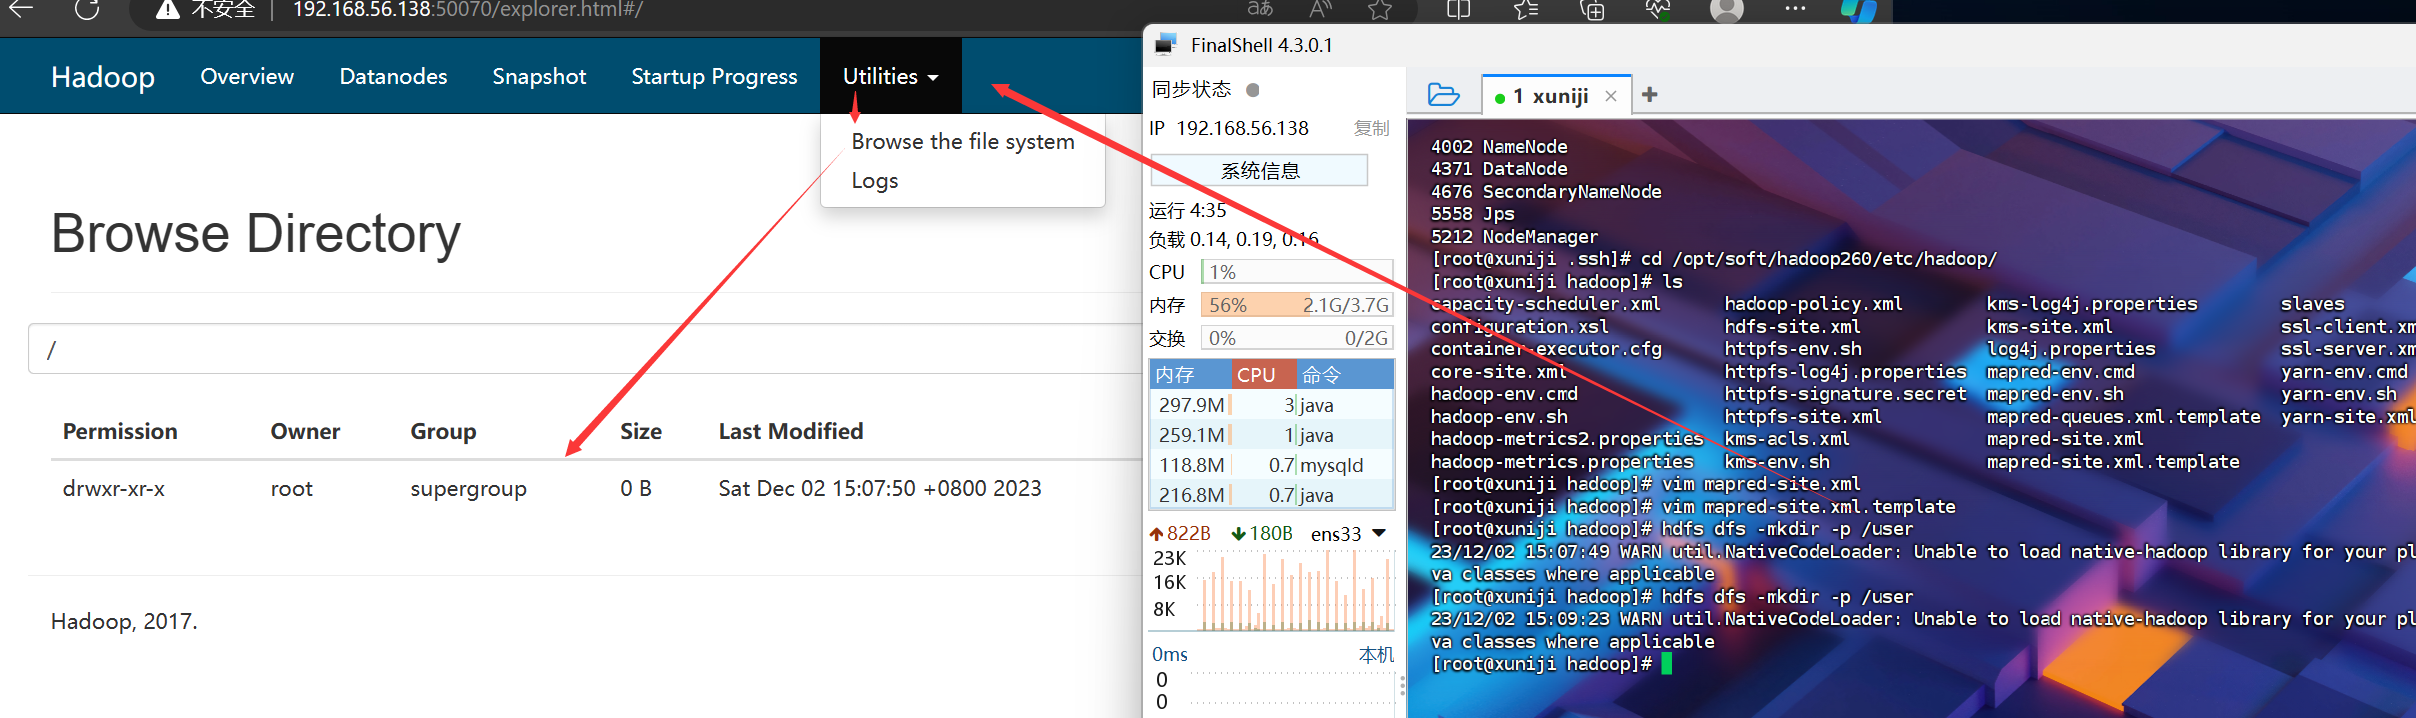 不安全 | 192.168.56.138:50070/explorer.html#/
Hadoop Overview Datanodes Snapshot Startup Progress Utilities
Browse the file system
Logs
Browse Directory
/
Permission Owner Group Size Last Modified
drwxr-xr-x root supergroup 0 B Sat Dec 02 15:07:50 +0800 2023
Hadoop, 2017.
FinalShell 4.3.0.1
同步状态
IP 192.168.56.138 复制
系统信息
运行 4:35
负载 0.14, 0.19, 0.16
CPU 1%
内存 56% 2.1G/3.7G
交换 0% 0/2G
内存 CPU 命令
297.9M 3 java
259.1M 1 java
118.8M 0.7 mysqld
216.8M 0.7 java
822B 180B ens33
23K
16K
8K
0ms 本机
0
0
1 xuniji × +
4002 NameNode
4371 DataNode
4676 SecondaryNameNode
5558 Jps
5212 NodeManager
[root@xuniji .ssh]# cd /opt/soft/hadoop260/etc/hadoop/
[root@xuniji hadoop]# ls
capacity-scheduler.xml hadoop-policy.xml kms-log4j.properties slaves
configuration.xsl hdfs-site.xml kms-site.xml ssl-client.xm
container-executor.cfg httpfs-env.sh log4j.properties ssl-server.xm
core-site.xml httpfs-log4j.properties mapred-env.cmd yarn-env.cmd
hadoop-env.cmd httpfs-signature.secret mapred-env.sh yarn-env.sh
hadoop-env.sh httpfs-site.xml mapred-queues.xml.template yarn-site.xml
hadoop-metrics2.properties kms-acls.xml mapred-site.xml
hadoop-metrics.properties kms-env.sh mapred-site.xml.template
[root@xuniji hadoop]# vim mapred-site.xml
[root@xuniji hadoop]# vim mapred-site.xml.template
[root@xuniji hadoop]# hdfs dfs -mkdir -p /user
23/12/02 15:07:49 WARN util.NativeCodeLoader: Unable to load native-hadoop library for your pl
va classes where applicable
[root@xuniji hadoop]# hdfs dfs -mkdir -p /user
23/12/02 15:09:23 WARN util.NativeCodeLoader: Unable to load native-hadoop library for your pl
va classes where applicable
[root@xuniji hadoop]#